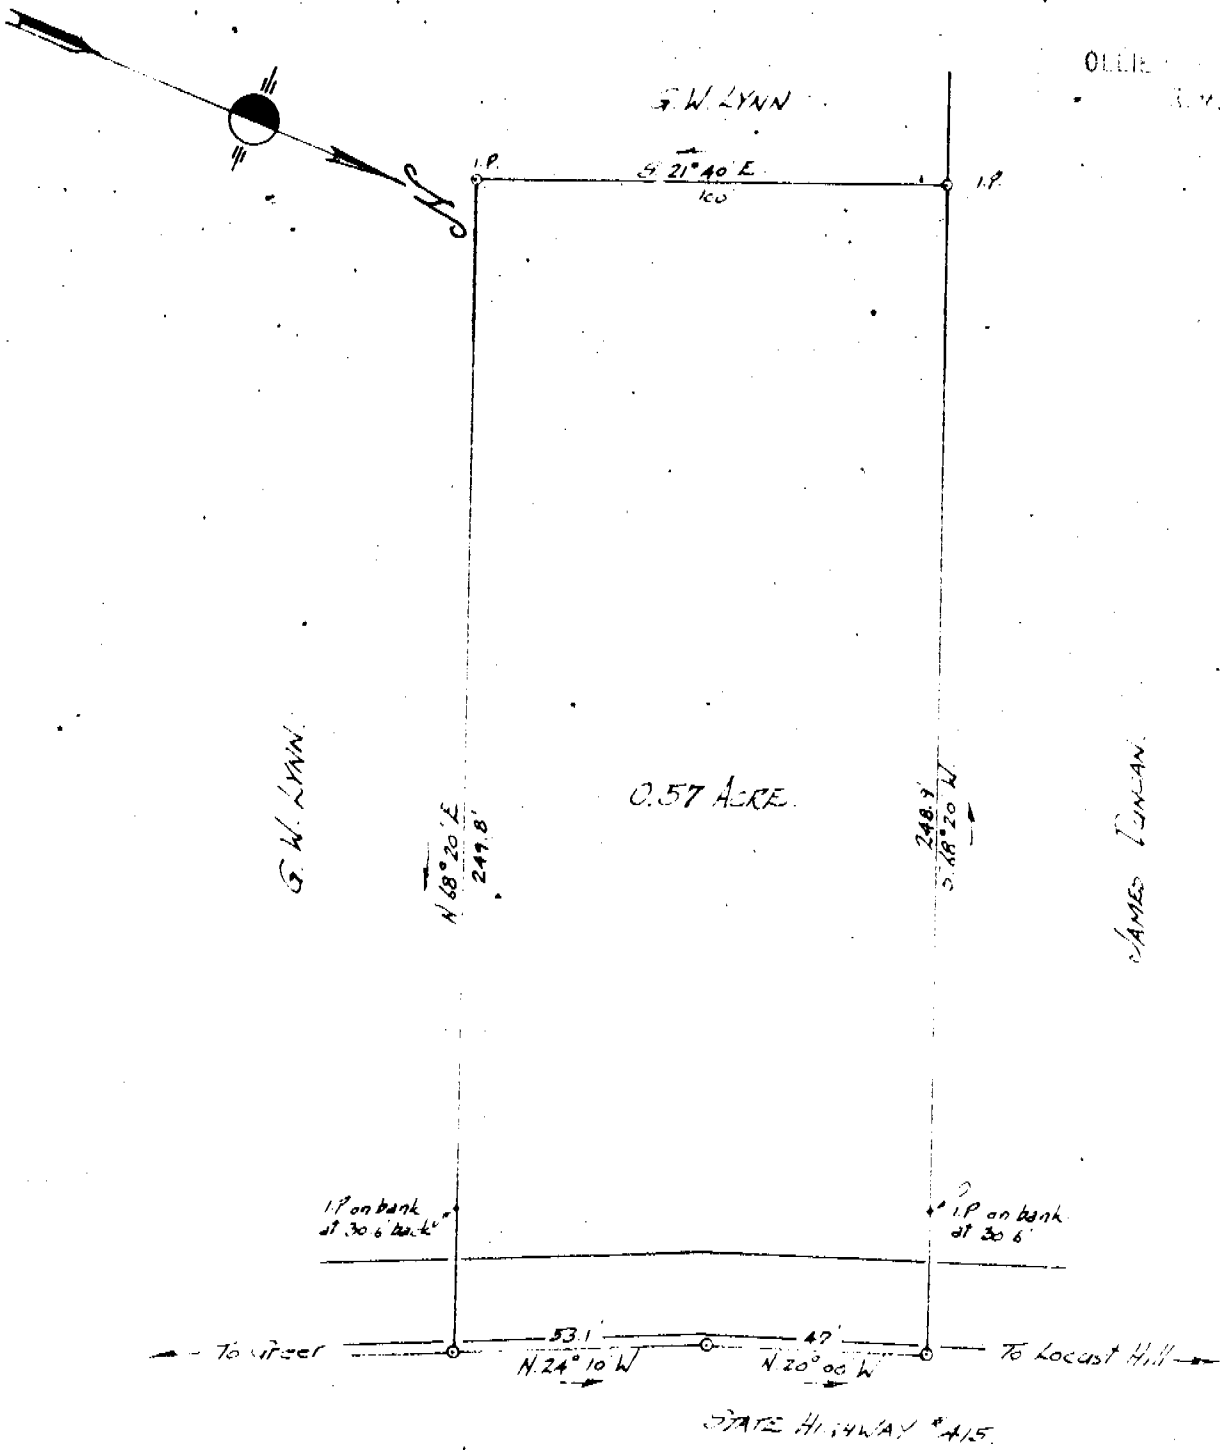 G. W. LYNN
N
I.P.
S. 21° 40' E.
100
I.P.
G. W. LYNN.
N 68° 20' E
249.8'
0.57 ACRE.
248.9'
S. 68° 20' W.
JAMES DUNCAN.
I.P. on bank
at 30.6' back
I.P. on bank
at 30.6'
To Greer
53.1'
N. 24° 10' W
47'
N. 20° 00' W
To Locust Hill
STATE HIGHWAY # 415.